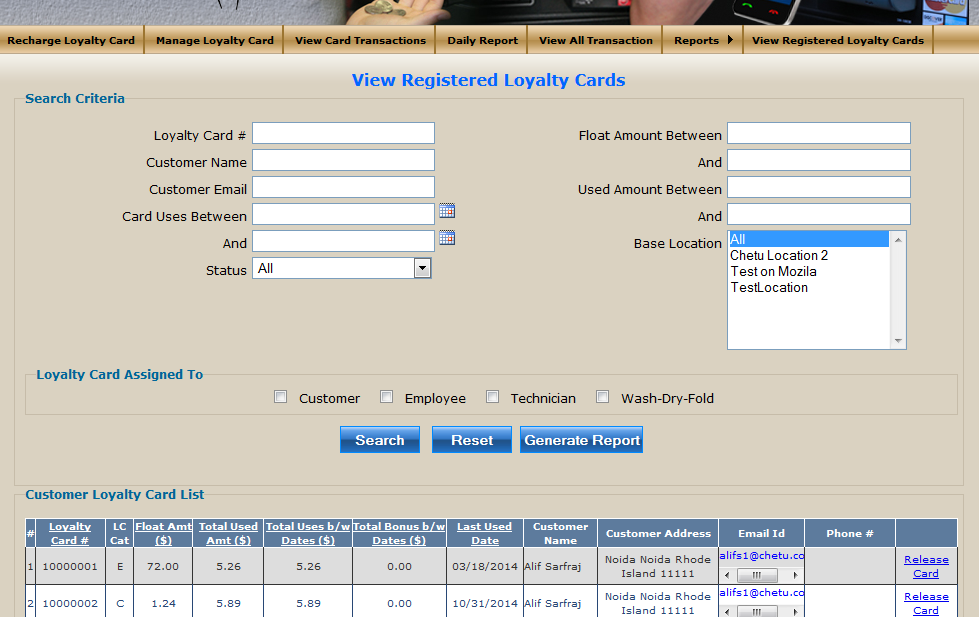 Recharge Loyalty Card Manage Loyalty Card View Card Transactions Daily Report View All Transaction Reports View Registered Loyalty Cards
View Registered Loyalty Cards
Search Criteria
Loyalty Card # Float Amount Between
Customer Name And
Customer Email Used Amount Between
Card Uses Between And
And Base Location All
Status All Chetu Location 2
Test on Mozila
TestLocation
Loyalty Card Assigned To
Customer Employee Technician Wash-Dry-Fold
Search Reset Generate Report
Customer Loyalty Card List
# Loyalty Card # LC Cat Float Amt ($) Total Used Amt ($) Total Uses b/w Dates ($) Total Bonus b/w Dates ($) Last Used Date Customer Name Customer Address Email Id Phone #
1 10000001 E 72.00 5.26 5.26 0.00 03/18/2014 Alif Sarfraj Noida Noida Rhode Island 11111 alifs1@chetu.co Release Card
2 10000002 C 1.24 5.89 5.89 0.00 10/31/2014 Alif Sarfraj Noida Noida Rhode Island 11111 alifs1@chetu.co Release Card